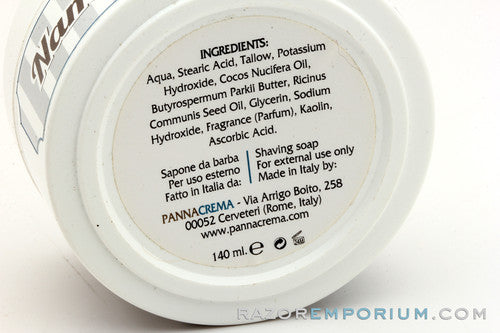 Nan
INGREDIENTS:
Aqua, Stearic Acid, Tallow, Potassium
Hydroxide, Cocos Nucifera Oil,
Butyrospermum Parkii Butter, Ricinus
Communis Seed Oil, Glycerin, Sodium
Hydroxide, Fragrance (Parfum), Kaolin,
Ascorbic Acid.
Sapone da barba
Per uso esterno
Fatto in Italia da:
Shaving soap
For external use only
Made in Italy by:
PANNACREMA - Via Arrigo Boito, 258
00052 Cerveteri (Rome, Italy)
www.pannacrema.com
140 ml. e
RAZOREMPORIUM.COM